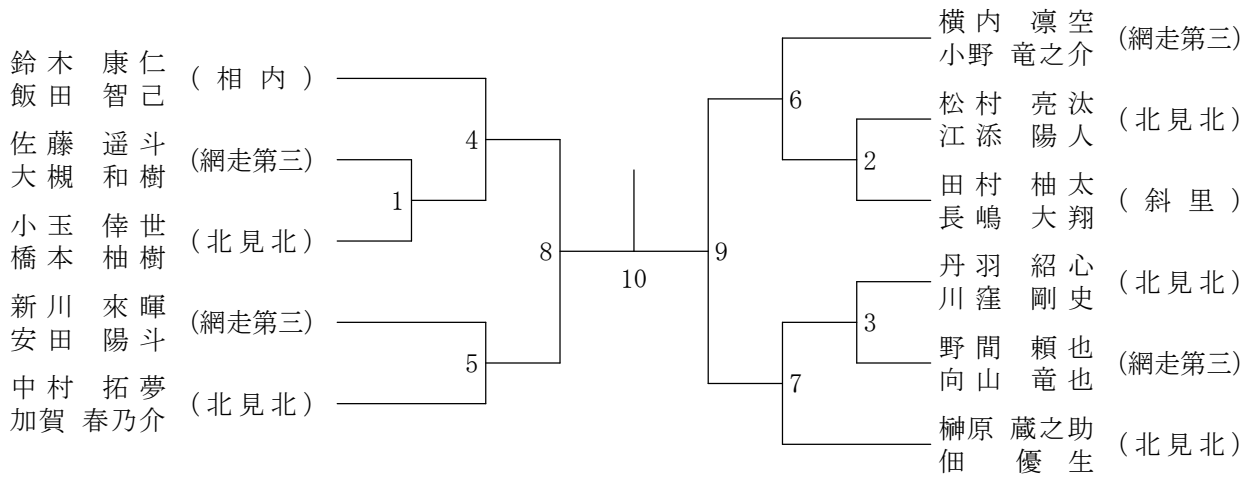 鈴木 康仁
飯田 智己
(相内)
佐藤 遥斗
大槻 和樹
(網走第三)
小玉 倖世
橋本 柚樹
(北見北)
新川 來暉
安田 陽斗
(網走第三)
中村 拓夢
加賀 春乃介
(北見北)
4
1
8
5
10
横内 凛空
小野 竜之介
(網走第三)
松村 亮汰
江添 陽人
(北見北)
田村 柚太
長嶋 大翔
(斜里)
丹羽 紹心
川窪 剛史
(北見北)
野間 頼也
向山 竜也
(網走第三)
榊原 蔵之助
佃 優生
(北見北)
6
2
9
3
7